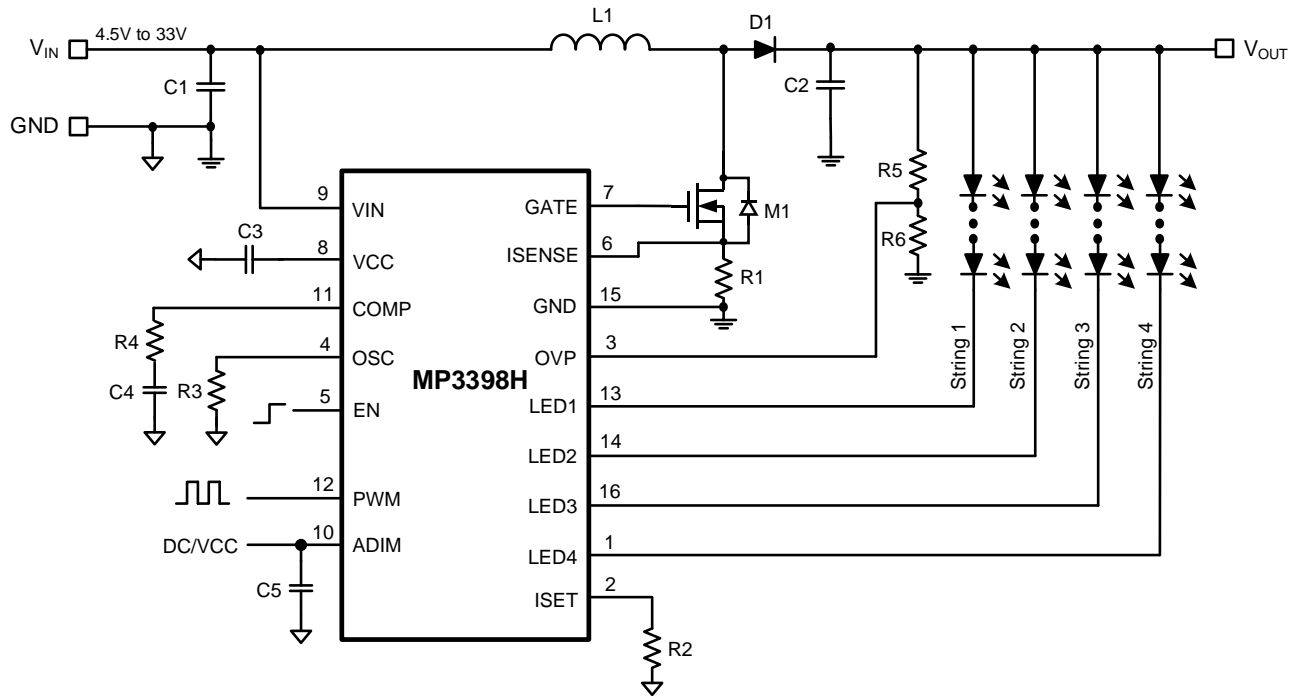 L1
D1
VIN
4.5V to 33V
VOUT
C1
C2
GND
R5
9
VIN
GATE
7
M1
C3
8
VCC
ISENSE
6
R6
R1
11
COMP
GND
15
R4
4
OSC
OVP
3
C4
R3
MP3398H
String 1
String 2
String 3
String 4
5
EN
LED1
13
LED2
14
12
PWM
LED3
16
DC/VCC
10
ADIM
LED4
1
C5
ISET
2
R2